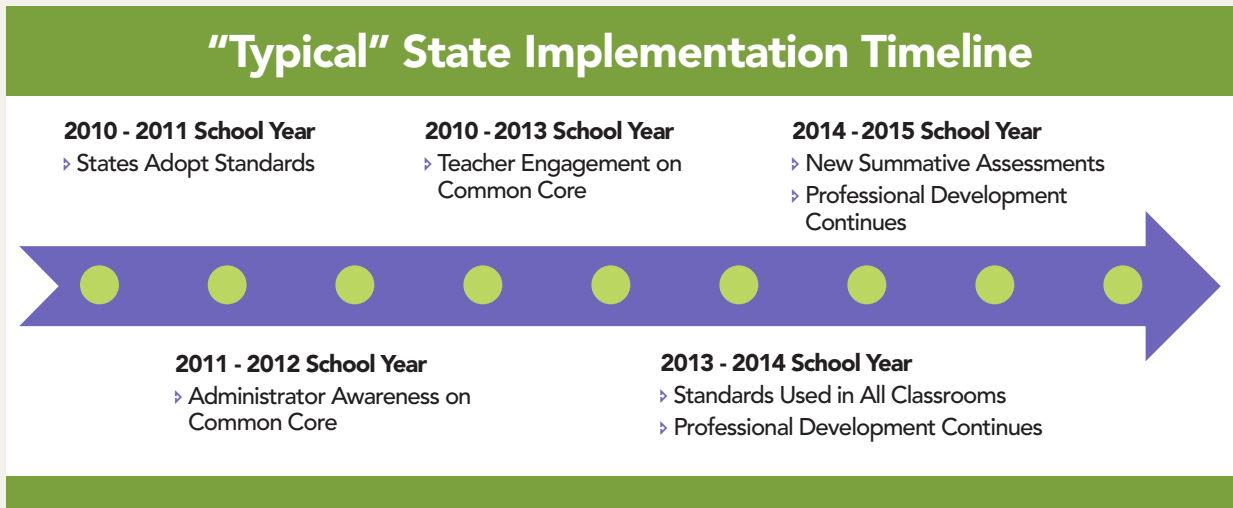 “Typical” State Implementation Timeline
2010 - 2011 School Year
States Adopt Standards
2010 - 2013 School Year
Teacher Engagement on
Common Core
2014 - 2015 School Year
New Summative Assessments
Professional Development
Continues
2011 - 2012 School Year
Administrator Awareness on
Common Core
2013 - 2014 School Year
Standards Used in All Classrooms
Professional Development Continues